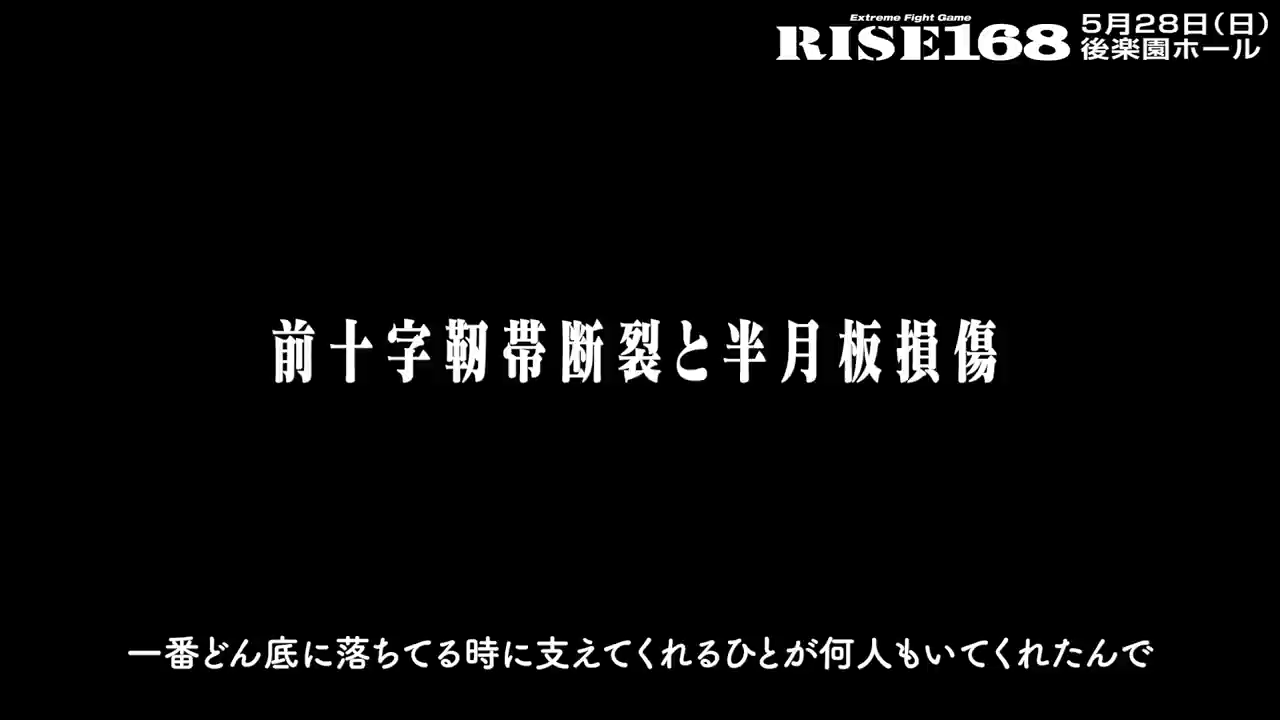 Extreme Fight Game
RISE168
5月28日(日)
後楽園ホール
前十字靭帯断裂と半月板損傷
一番どん底に落ちてる時に支えてくれるひとが何人もいてくれたんで